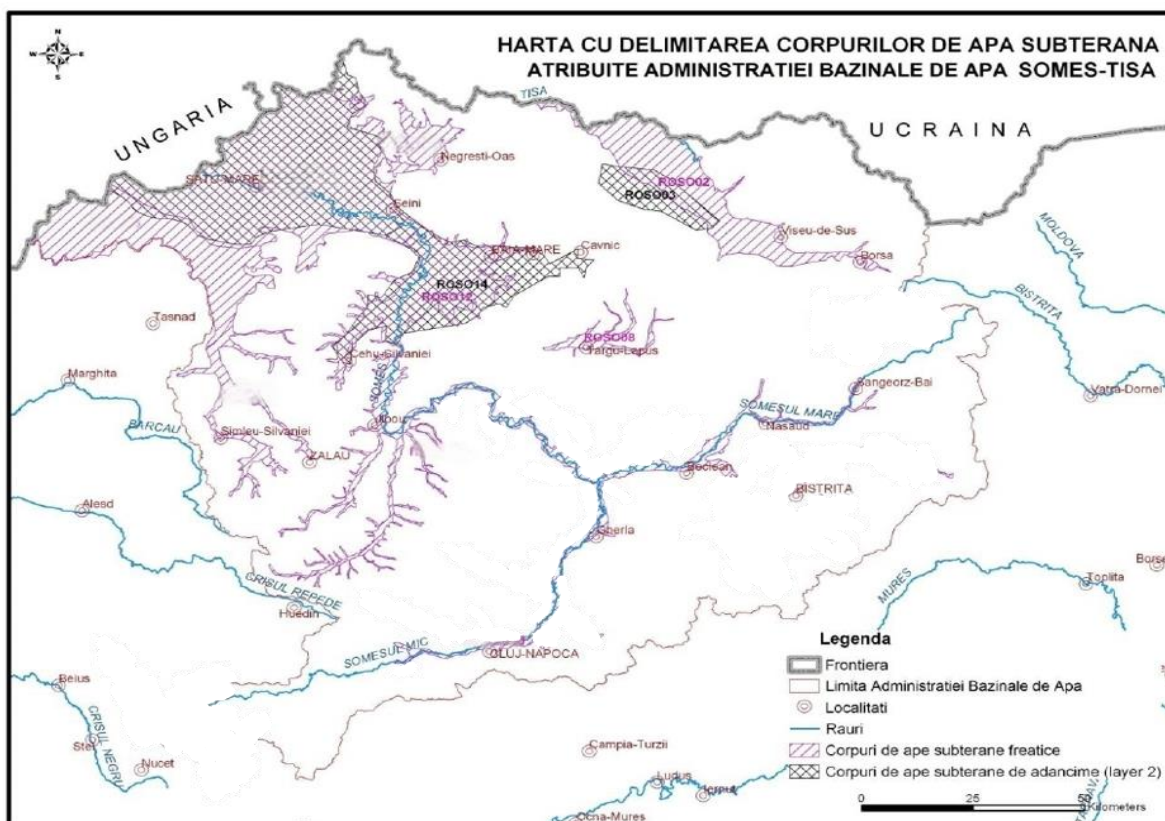 HARTA CU DELIMITAREA CORPURILOR DE APA SUBTERANA
ATRIBUITE ADMINISTRATIEI BAZINALE DE APA SOMES-TISA
N
W E
S
TISA
UNGARIA
UCRAINA
Negresti-Oas
SATU-MARE
ROSO02
ROSO03
Seini
MOLDOVA
Viseu-de-Sus
BAIA-MARE
Cavnic
Borsa
ROSO14
ROSO12
BISTRITA
Tasnad
ROSO08
Targu-Lapus
Cehu-Silvaniei
Marghita
SOMES
Sangeorz-Bai
Vatra-Dornei
SOMESUL MARE
BARCAU
Jibou
Nasaud
Simleu-Silvaniei
ZALAU
Beclean
BISTRITA
Alesd
Gherla
CRISUL REPEDE
Huedin
MURES
Toplita
SOMESUL MIC
CLUJ-NAPOCA
Beius
CRISUL NEGRU
Stei
Nucet
Campia-Turzii
Ludus
Iernut
Ocna-Mures
Legenda
Frontiera
Limita Administratiei Bazinale de Apa
Localitati
Rauri
Corpuri de ape subterane freatice
Corpuri de ape subterane de adancime (layer 2)
0 25 50
Kilometers